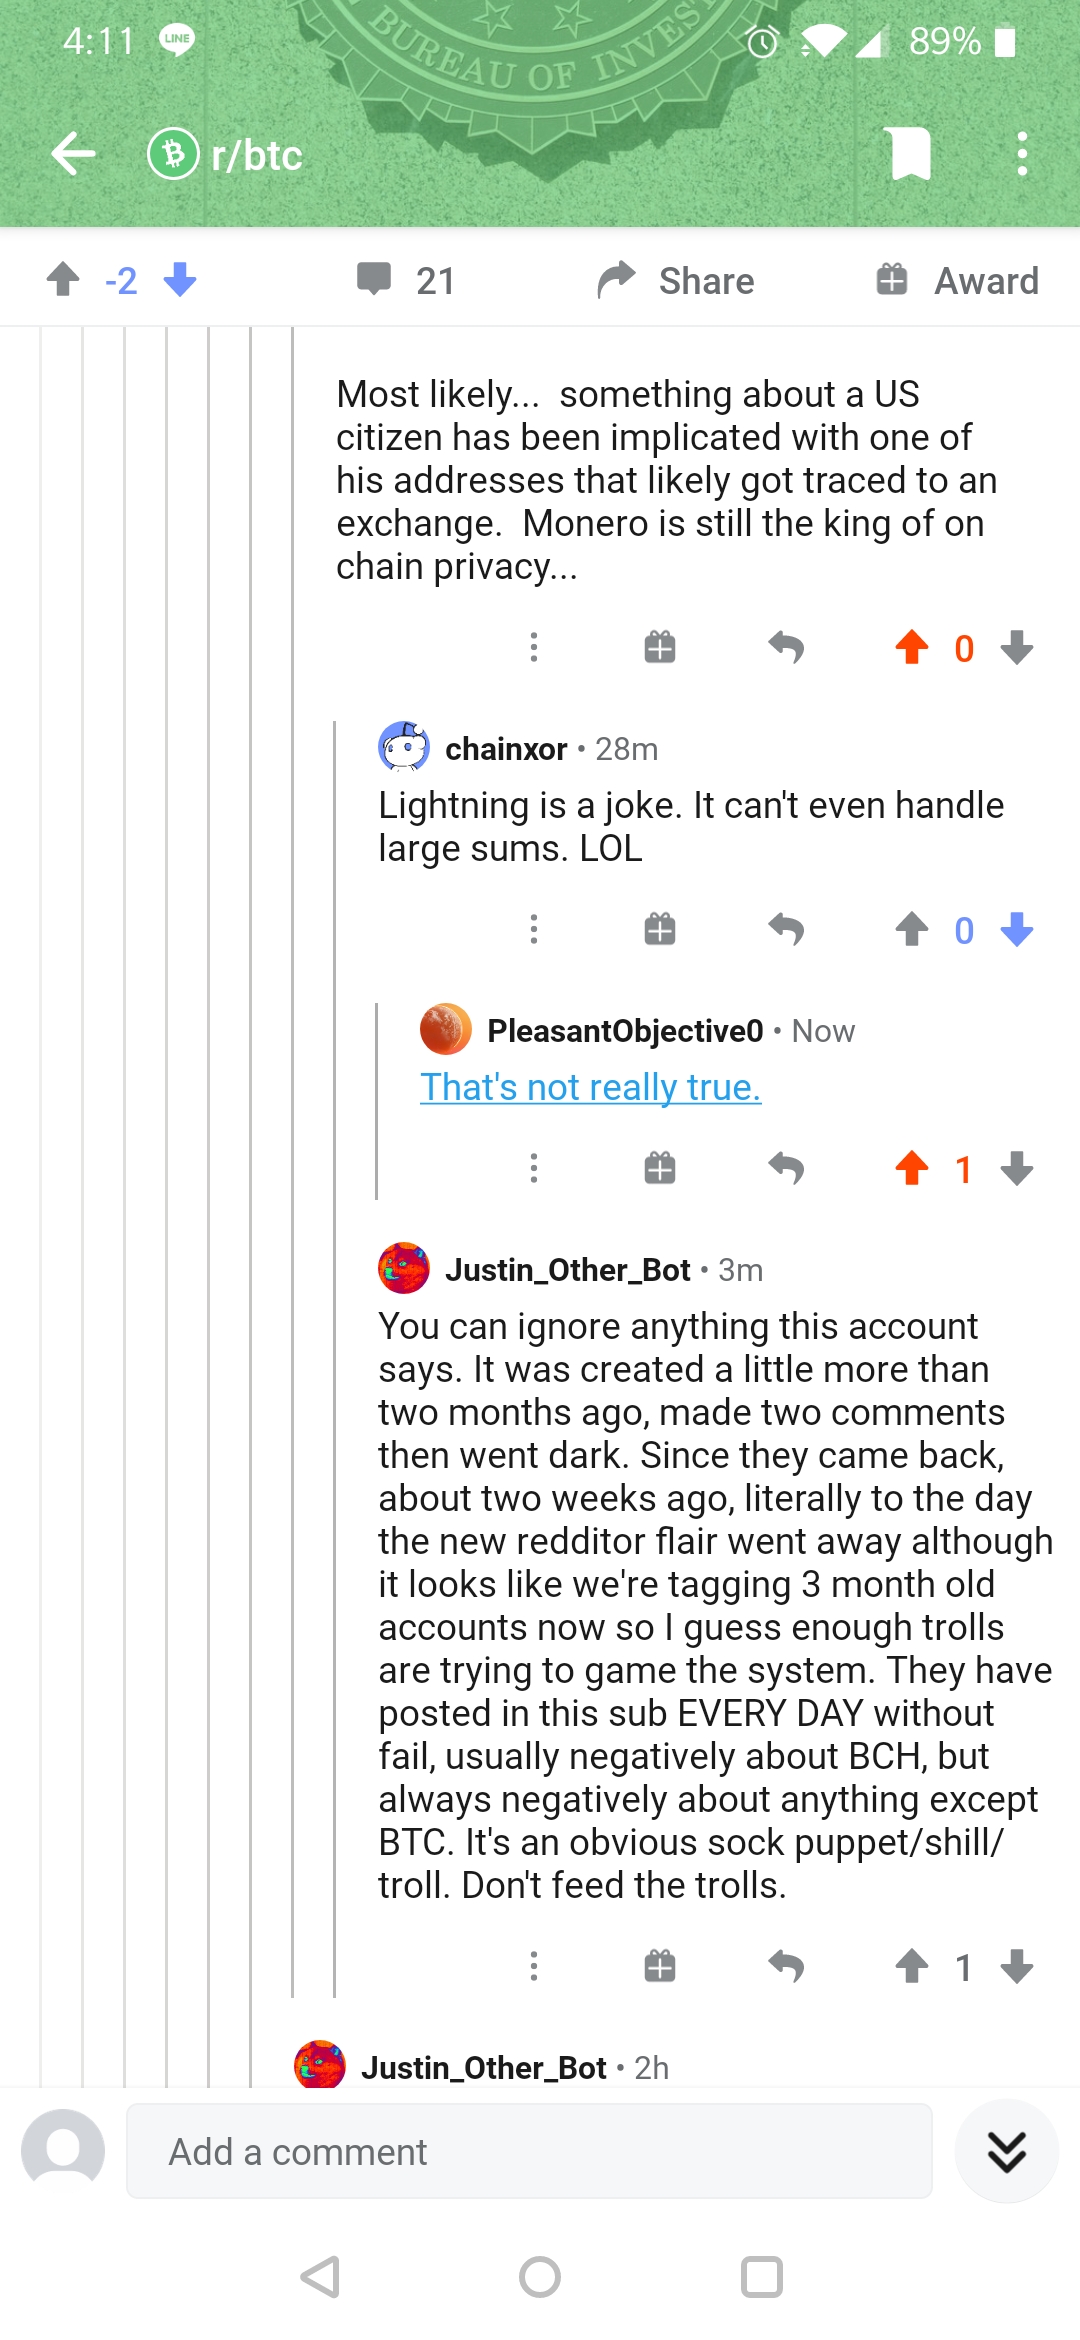 4:11 LINE 89%
BUREAU OF INVES
r/btc
-2 21 Share Award
Most likely...  something about a US
citizen has been implicated with one of
his addresses that likely got traced to an
exchange.  Monero is still the king of on
chain privacy...
0
chainxor • 28m
Lightning is a joke. It can't even handle
large sums. LOL
0
PleasantObjective0 • Now
That's not really true.
1
Justin_Other_Bot • 3m
You can ignore anything this account
says. It was created a little more than
two months ago, made two comments
then went dark. Since they came back,
about two weeks ago, literally to the day
the new redditor flair went away although
it looks like we're tagging 3 month old
accounts now so I guess enough trolls
are trying to game the system. They have
posted in this sub EVERY DAY without
fail, usually negatively about BCH, but
always negatively about anything except
BTC. It's an obvious sock puppet/shill/
troll. Don't feed the trolls.
1
Justin_Other_Bot • 2h
Add a comment